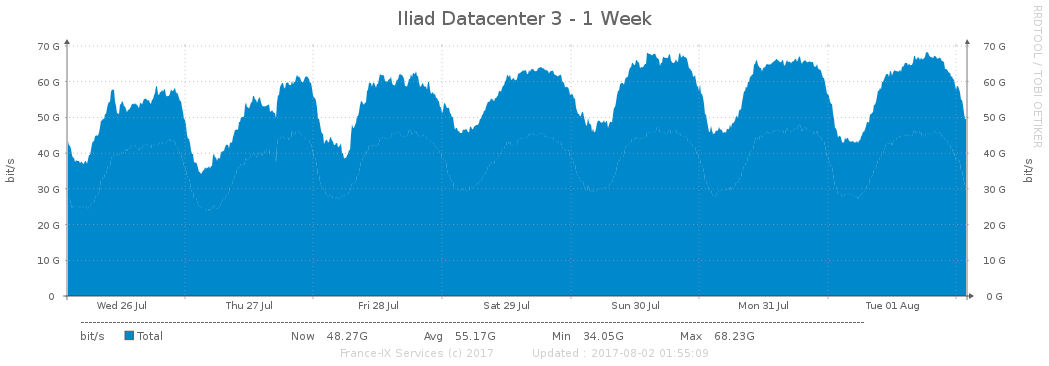 Iliad Datacenter 3 - 1 Week
RRDTOOL / TOBI OETIKER
70 G 70 G
60 G 60 G
50 G 50 G
40 G 40 G
30 G 30 G
20 G 20 G
10 G 10 G
0 0 G
bit/s bit/s
Wed 26 Jul Thu 27 Jul Fri 28 Jul Sat 29 Jul Sun 30 Jul Mon 31 Jul Tue 01 Aug
bit/s Total Now 48.27G Avg 55.17G Min 34.05G Max 68.23G
France-IX Services (c) 2017 Updated : 2017-08-02 01:55:09